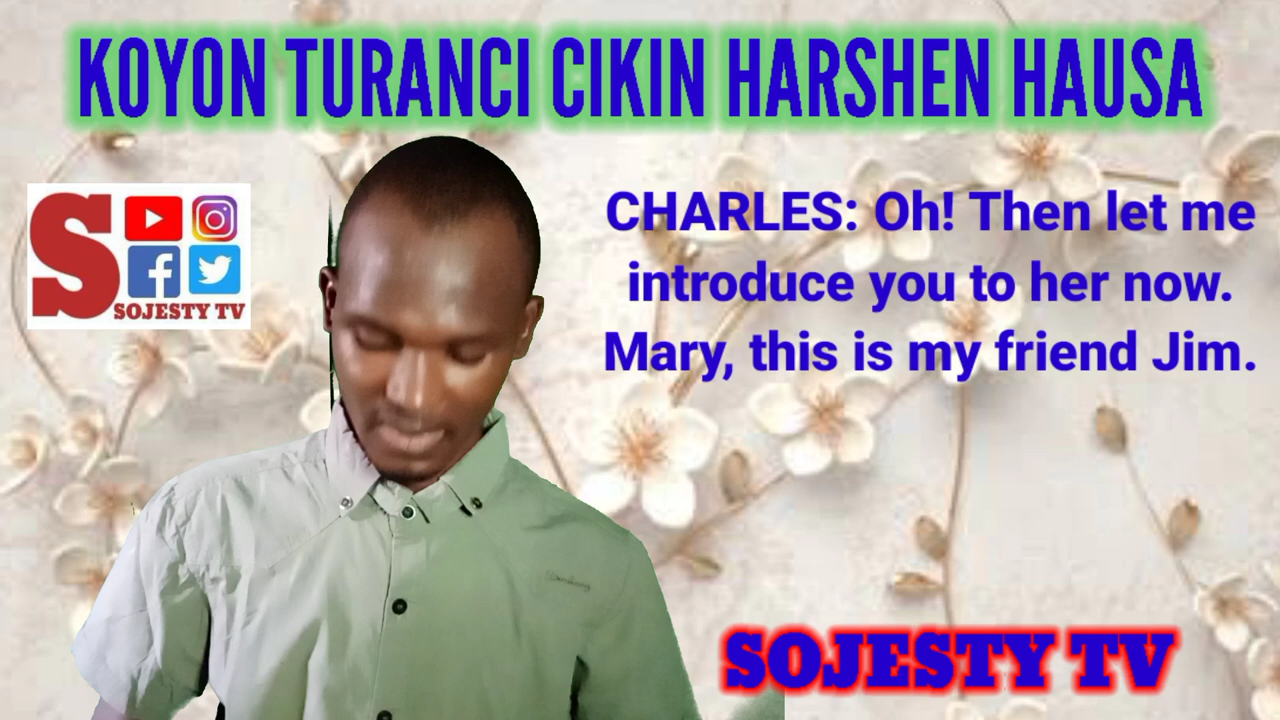 KOYON TURANCI CIKIN HARSHEN HAUSA
S
SOJESTY TV
CHARLES: Oh! Then let me
introduce you to her now.
Mary, this is my friend Jim.
SOJESTY TV